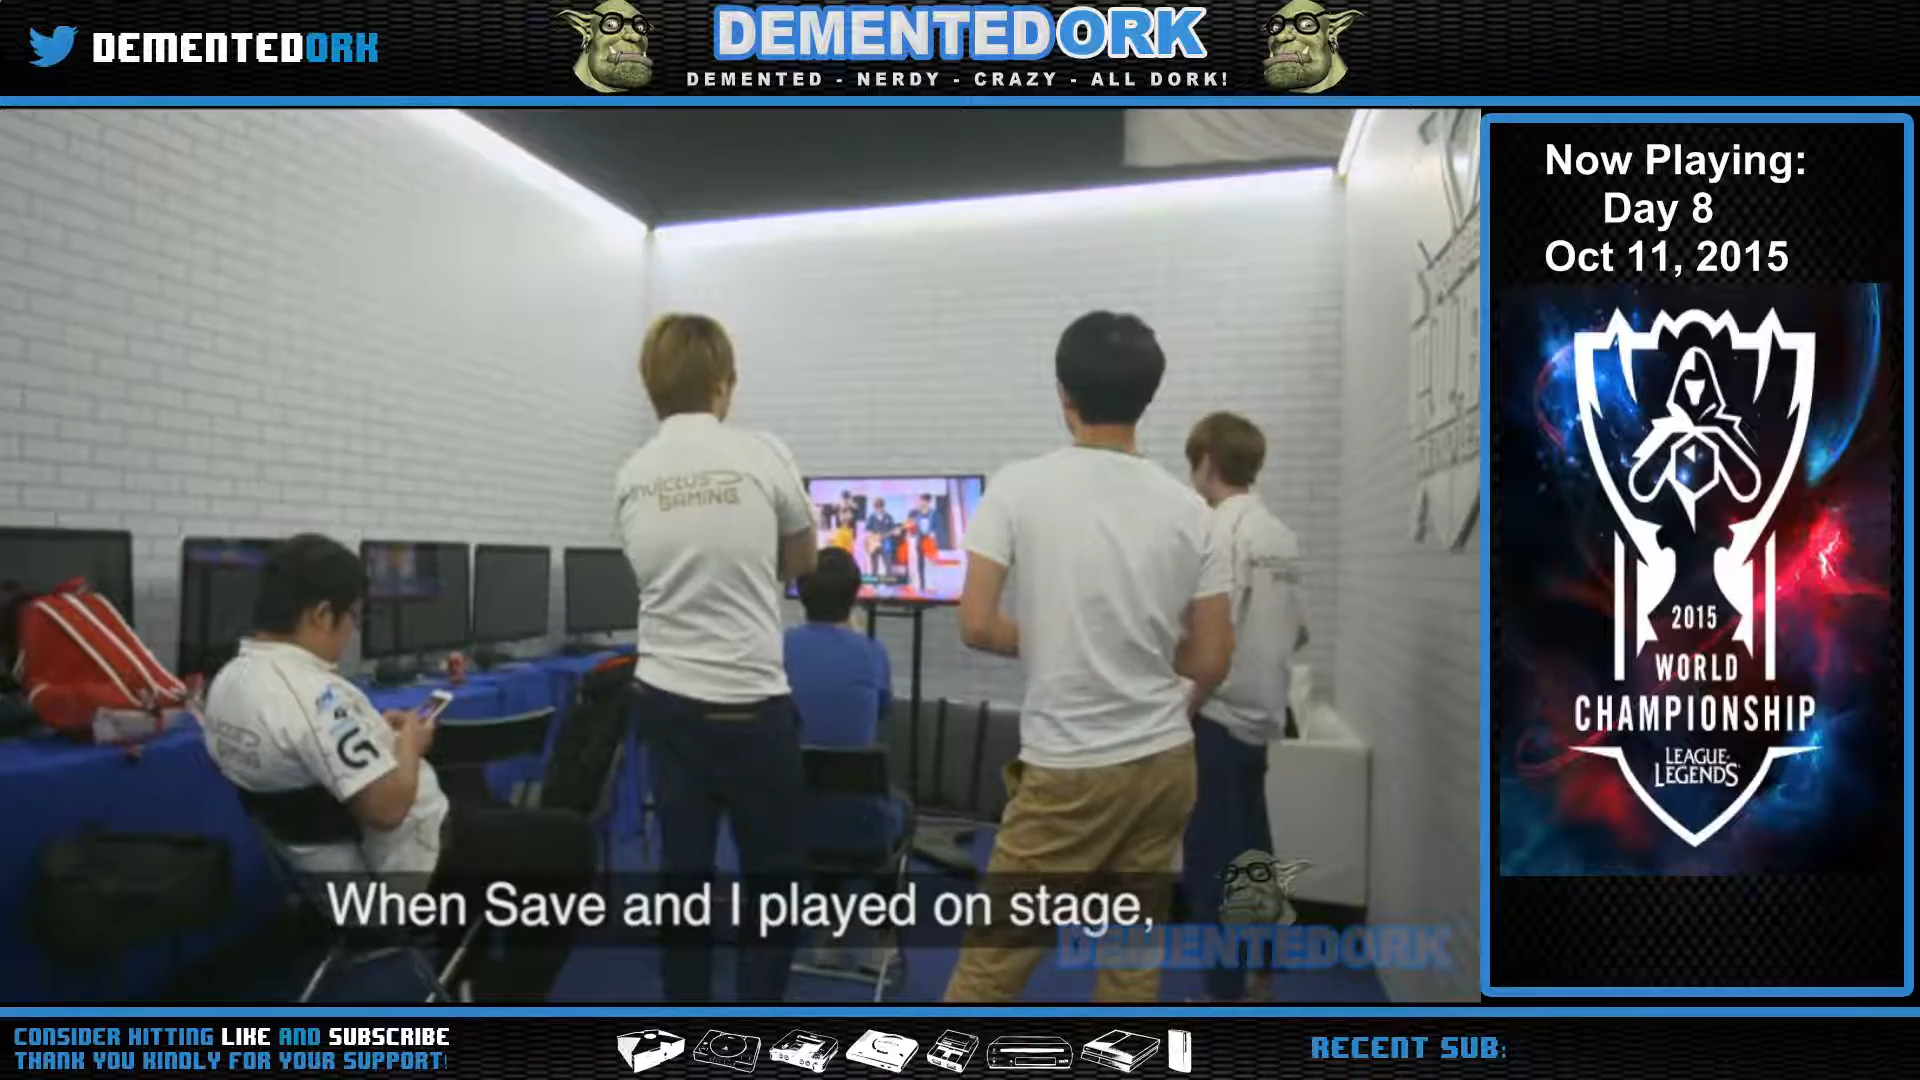 DEMENTEDORK
DEMENTEDORK
DEMENTED - NERDY - CRAZY - ALL DORK!
Now Playing:
Day 8
Oct 11, 2015
invictus
GAMING
2015
WORLD
CHAMPIONSHIP
LEAGUE OF
LEGENDS
When Save and I played on stage,
DEMENTEDORK
CONSIDER HITTING LIKE AND SUBSCRIBE
THANK YOU KINDLY FOR YOUR SUPPORT!
RECENT SUB: